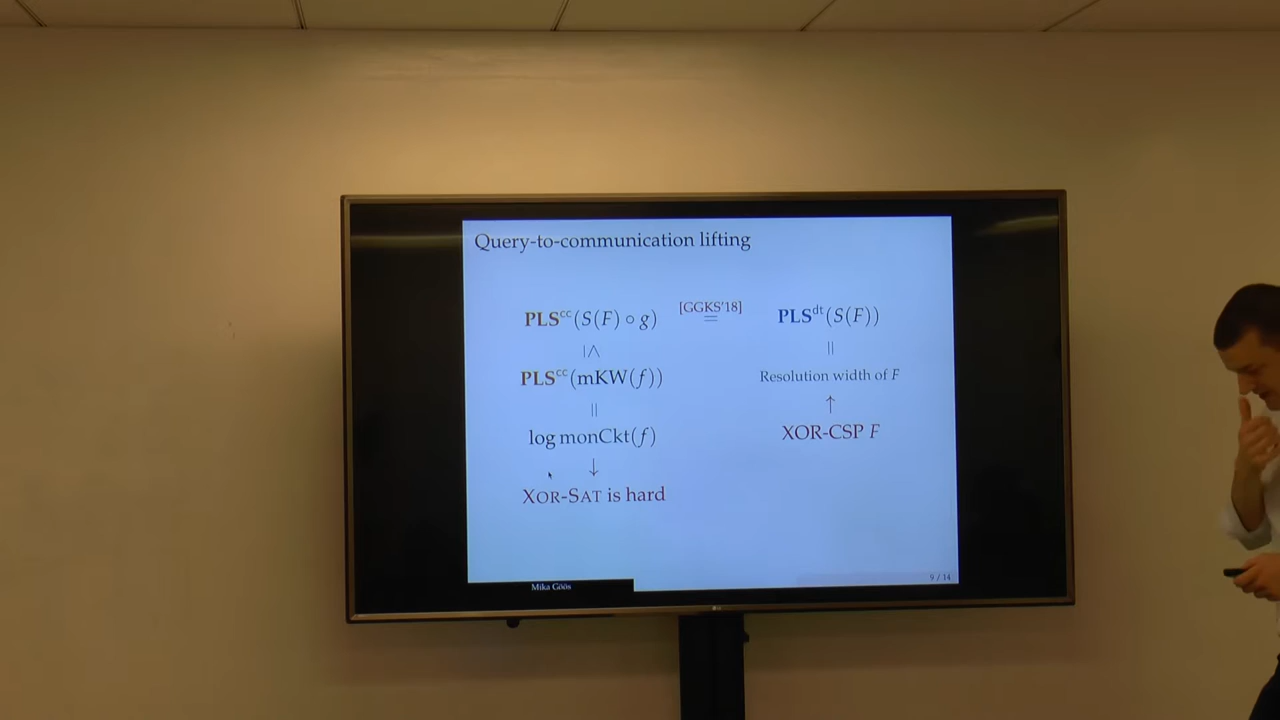 Query-to-communication lifting
PLS^cc(S(F) ∘ g) [GGKS'18] = PLS^dt(S(F))
I∧ ||
PLS^cc(mKW(f)) Resolution width of F
|| ↑
log monCkt(f) XOR-CSP F
↓
XOR-SAT is hard
Mika Göös 9 / 14
LG